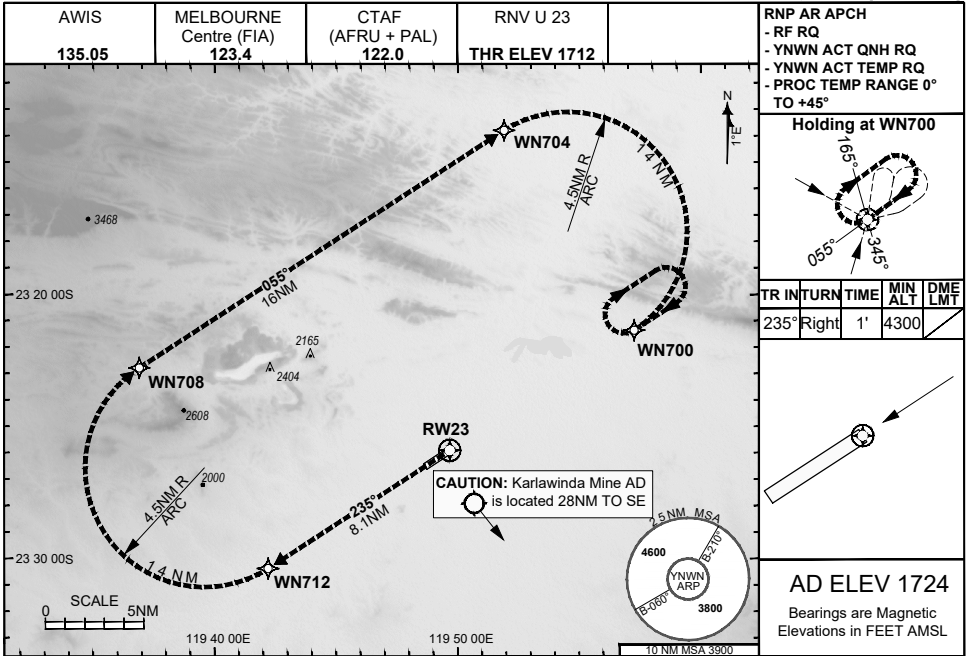 AWIS
135.05
MELBOURNE
Centre (FIA)
123.4
CTAF
(AFRU + PAL)
122.0
RNV U 23
THR ELEV 1712
RNP AR APCH
- RF RQ
- YNWN ACT QNH RQ
- YNWN ACT TEMP RQ
- PROC TEMP RANGE 0°
TO +45°
Holding at WN700
165°
055°
345°
TR IN TURN TIME MIN ALT DME LMT
235° Right 1' 4300
N
1°E
WN704
14 NM
4.5NM R
ARC
3468
055°
16NM
23 20 00S
WN700
2165
2404
WN708
2608
RW23
2000
4.5NM R
ARC
CAUTION: Karlawinda Mine AD
is located 28NM TO SE
235°
8.1NM
23 30 00S
14 NM
WN712
25 NM MSA
4600
B-210°
YNWN
ARP
B-060°
3800
10 NM MSA 3900
SCALE
0 5NM
119 40 00E
119 50 00E
AD ELEV 1724
Bearings are Magnetic
Elevations in FEET AMSL